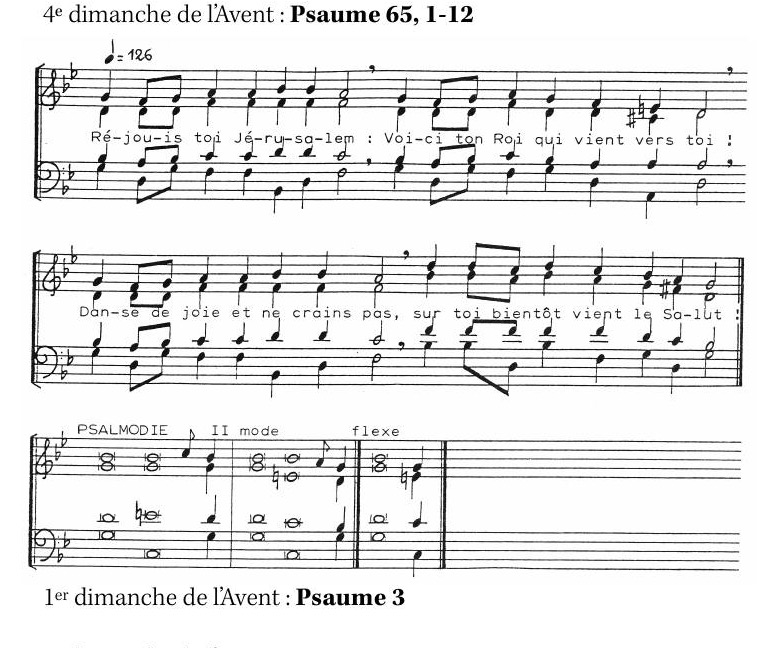 4e dimanche de l'Avent : Psaume 65, 1-12
= 126
Ré-jou-is toi Jé-ru-sa-lem : Voi-ci ton Roi qui vient vers toi !
Dan-se de joie et ne crains pas, sur toi bientôt vient le Sa-lut !
PSALMODIE II mode flexe
1er dimanche de l'Avent : Psaume 3